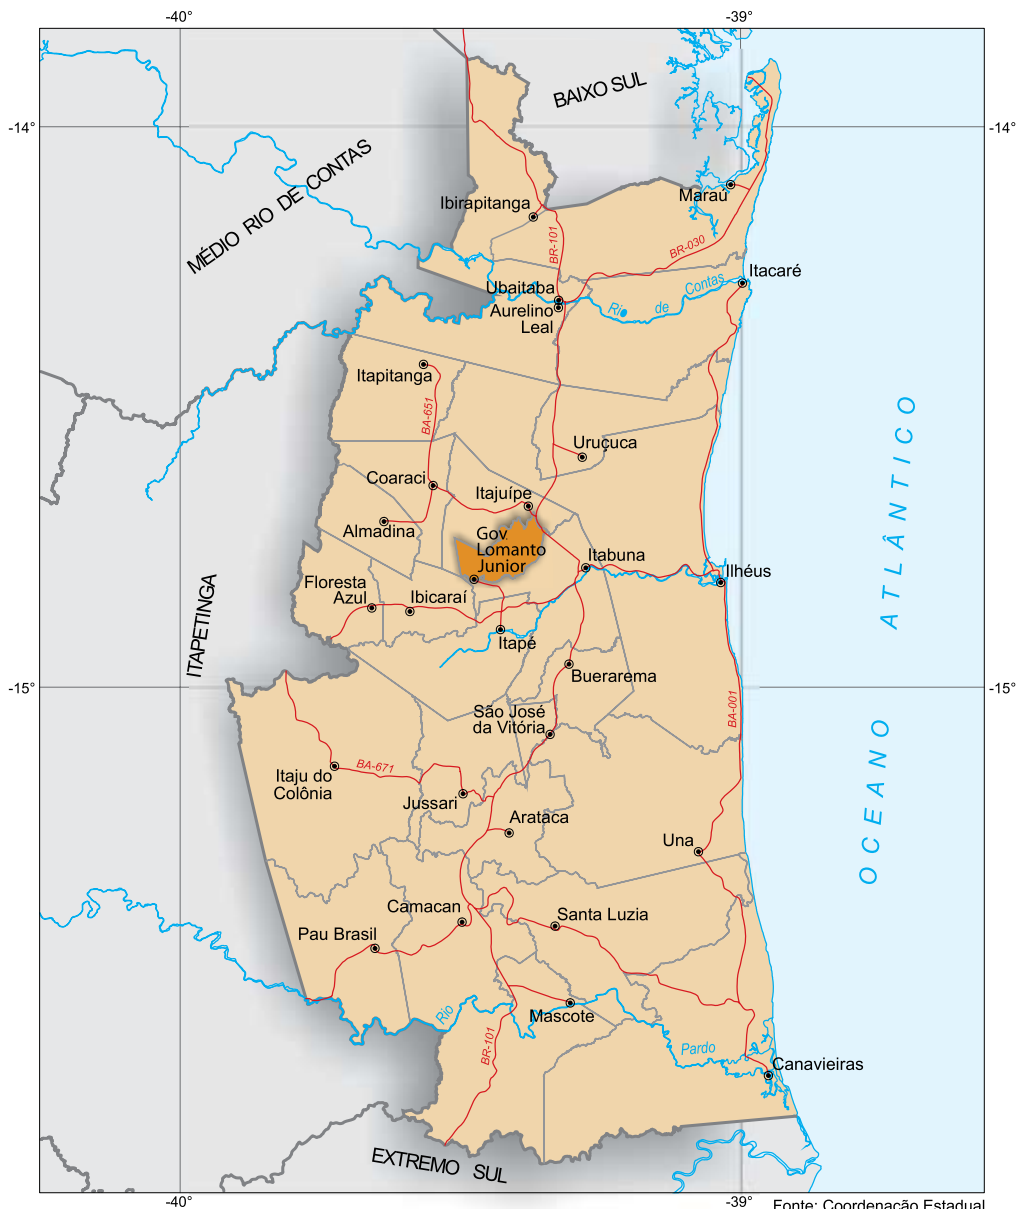 -40°
-39°
BAIXO SUL
-14°
-14°
MÉDIO RIO DE CONTAS
Maraú
Ibirapitanga
BR-101
BR-030
Itacaré
Ubaitaba
Contas
Rio
de
Aurelino
Leal
Itapitanga
BA-651
Uruçuca
Coaraci
Itajuípe
Almadina
Gov
Lomanto
Junior
Itabuna
Ilhéus
Floresta
Azul
Ibicaraí
ITAPETINGA
Itapé
OCEANO ATLÂNTICO
Buerarema
-15°
-15°
São José
da Vitória
BA-001
BA-671
Itaju do
Colônia
Jussari
Arataca
Una
Camacan
Santa Luzia
Pau Brasil
Rio
Mascote
BR-101
Pardo
Canavieiras
EXTREMO SUL
-40°
-39°
Fonte: Coordenação Estadual